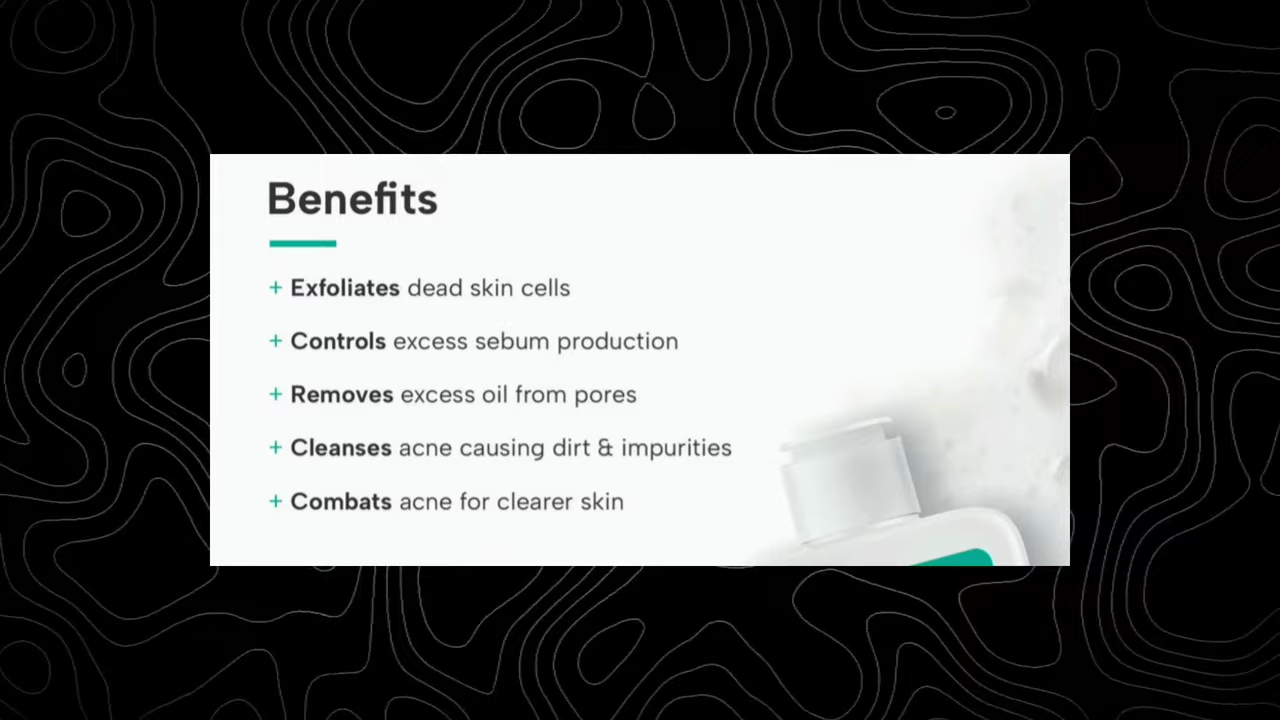 Benefits
+ Exfoliates dead skin cells
+ Controls excess sebum production
+ Removes excess oil from pores
+ Cleanses acne causing dirt & impurities
+ Combats acne for clearer skin